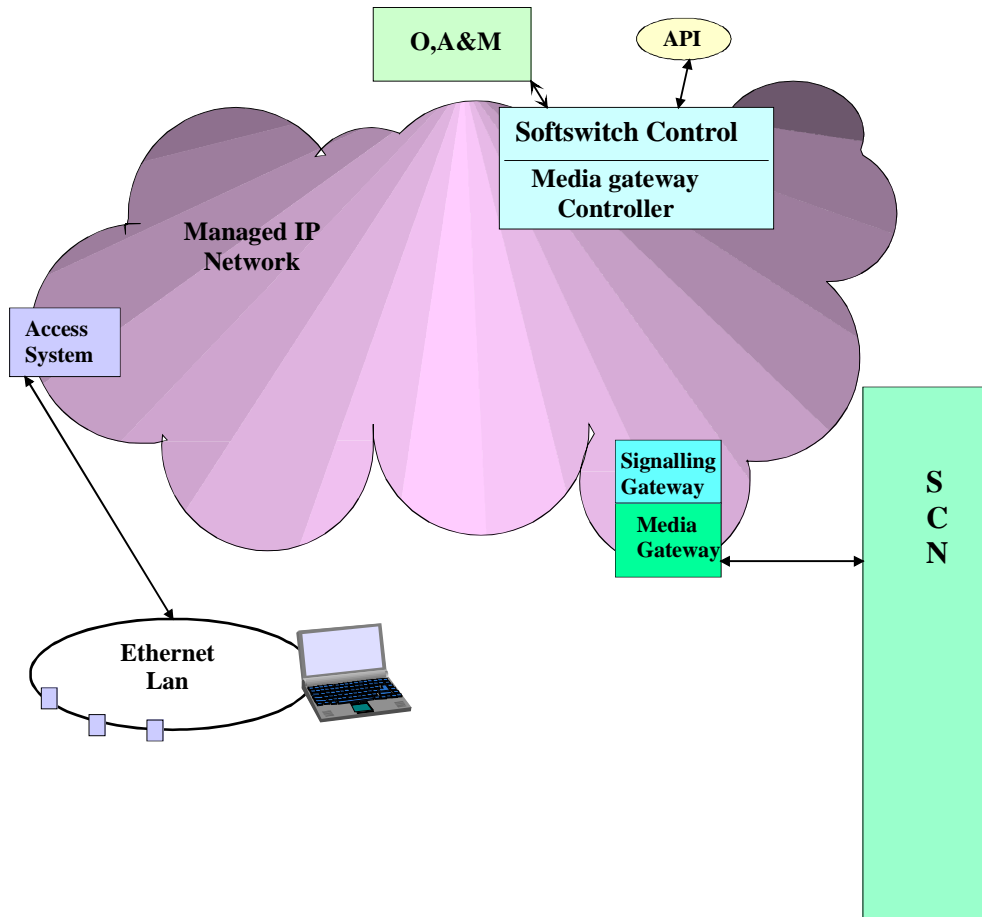 O,A&M
API
Softswitch Control
Media gateway
Controller
Managed IP
Network
Access
System
Signalling
Gateway
Media
Gateway
S
C
N
Ethernet
Lan